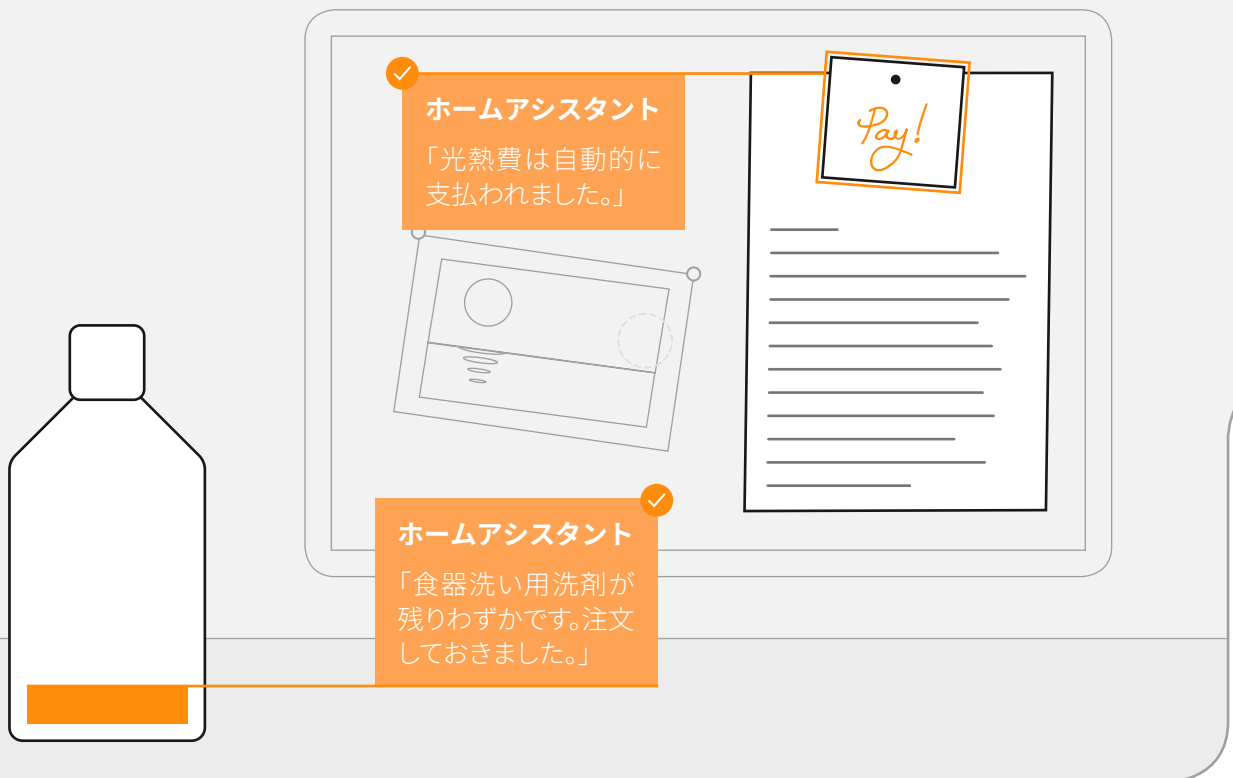 ホームアシスタント
「光熱費は自動的に
支払われました。」
Pay!
ホームアシスタント
「食器洗い用洗剤が
残りわずかです。注文
しておきました。」